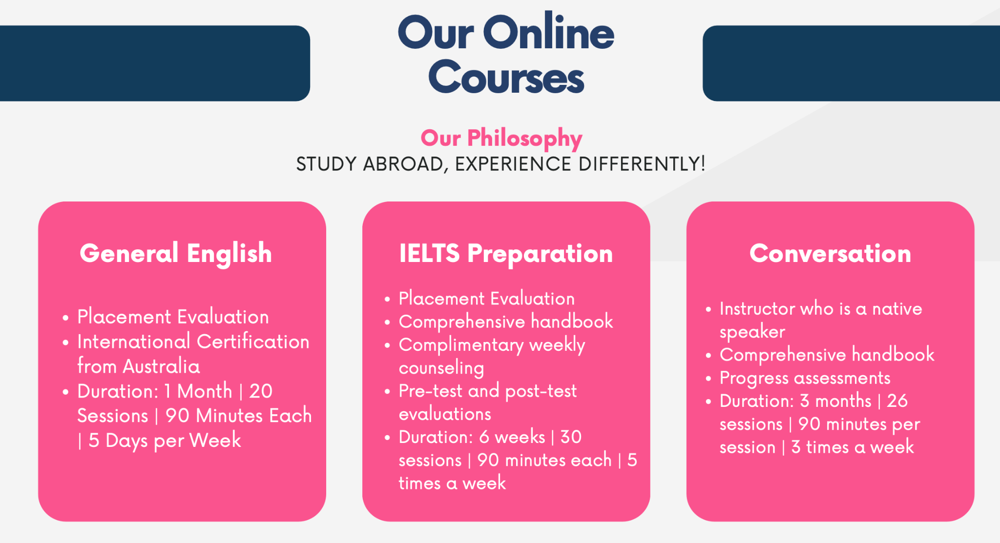 Our Online
Courses
Our Philosophy
STUDY ABROAD, EXPERIENCE DIFFERENTLY!
General English
• Placement Evaluation
• International Certification
from Australia
• Duration: 1 Month | 20
Sessions | 90 Minutes Each
| 5 Days per Week
IELTS Preparation
• Placement Evaluation
• Comprehensive handbook
• Complimentary weekly
counseling
• Pre-test and post-test
evaluations
• Duration: 6 weeks | 30
sessions | 90 minutes each | 5
times a week
Conversation
• Instructor who is a native
speaker
• Comprehensive handbook
• Progress assessments
• Duration: 3 months | 26
sessions | 90 minutes per
session | 3 times a week